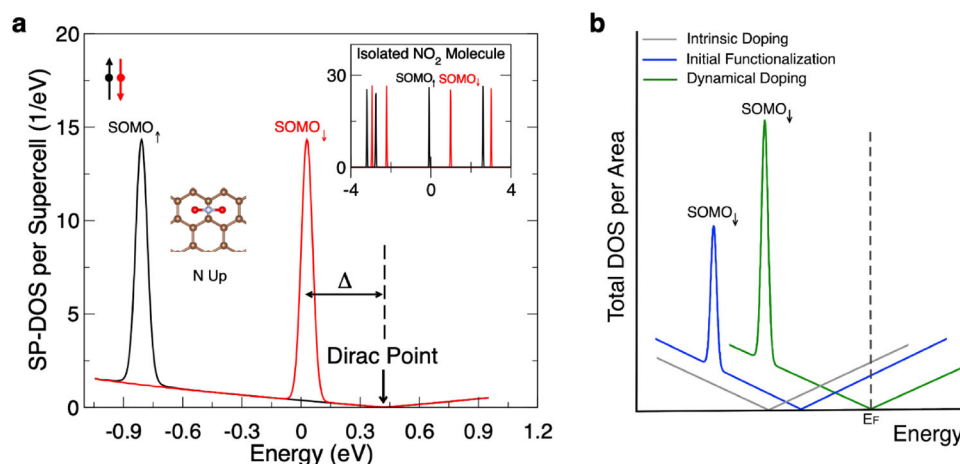 a
SP-DOS per Supercell (1/eV)
20
15
10
5
0
-0.9
-0.6
-0.3
0
0.3
0.6
0.9
1.2
Energy (eV)
SOMO↑
SOMO↓
N Up
Δ
Dirac Point
Isolated NO₂ Molecule
SOMO↑
SOMO↓
30
0
-4
0
4
b
Intrinsic Doping
Initial Functionalization
Dynamical Doping
SOMO↓
SOMO↓
Total DOS per Area
EF
Energy